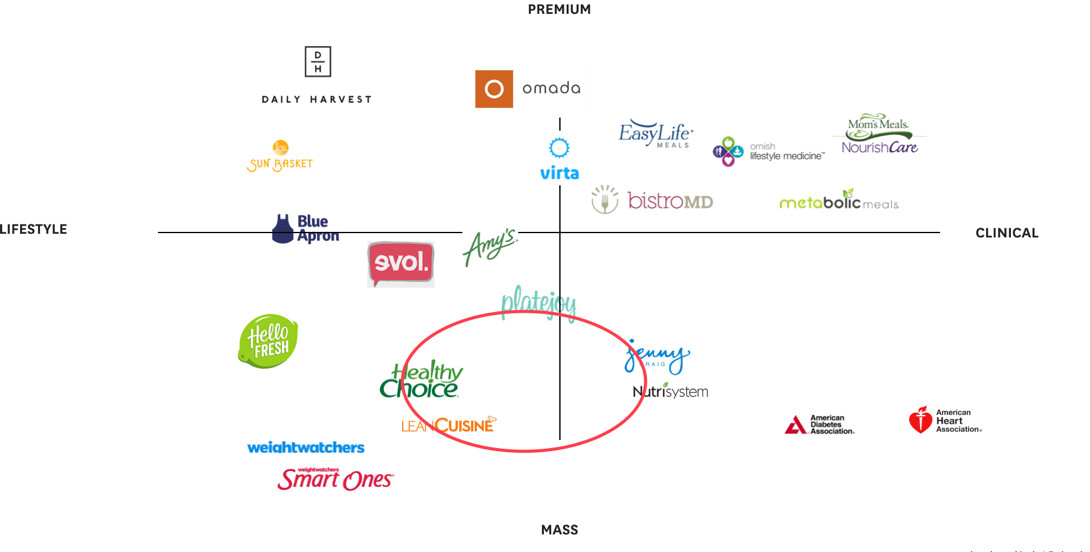 PREMIUM
D
H
DAILY HARVEST
omada
EasyLife
MEALS
Mom's Meals.
NourishCare
ornish
lifestyle medicine™
SUN BASKET
virta
bistroMD
metabolic meals.
LIFESTYLE
Blue
Apron
Amy's
CLINICAL
evol.
platejoy
Hello
FRESH
jenny
CRAIG
Healthy
Choice
Nutrisystem
LEAN CUISINE
American
Diabetes
Association.
American
Heart
Association®
weightwatchers
weightwatchers
Smart Ones
MASS